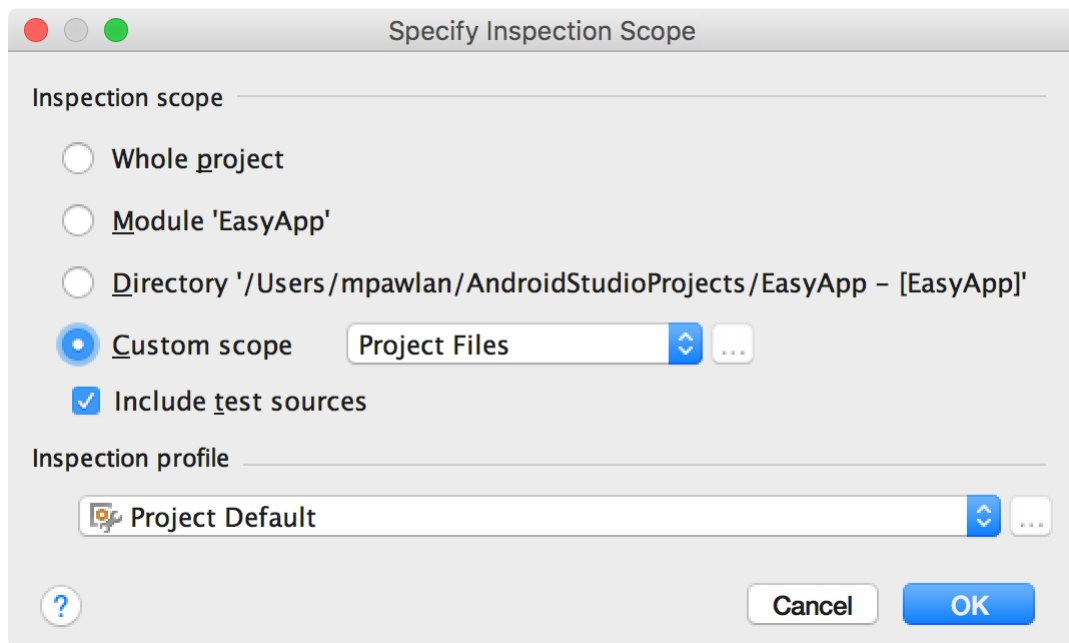 Specify Inspection Scope
Inspection scope
Whole project
Module 'EasyApp'
Directory '/Users/mpawlan/AndroidStudioProjects/EasyApp – [EasyApp]'
Custom scope Project Files ...
Include test sources
Inspection profile
Project Default ...
? Cancel OK